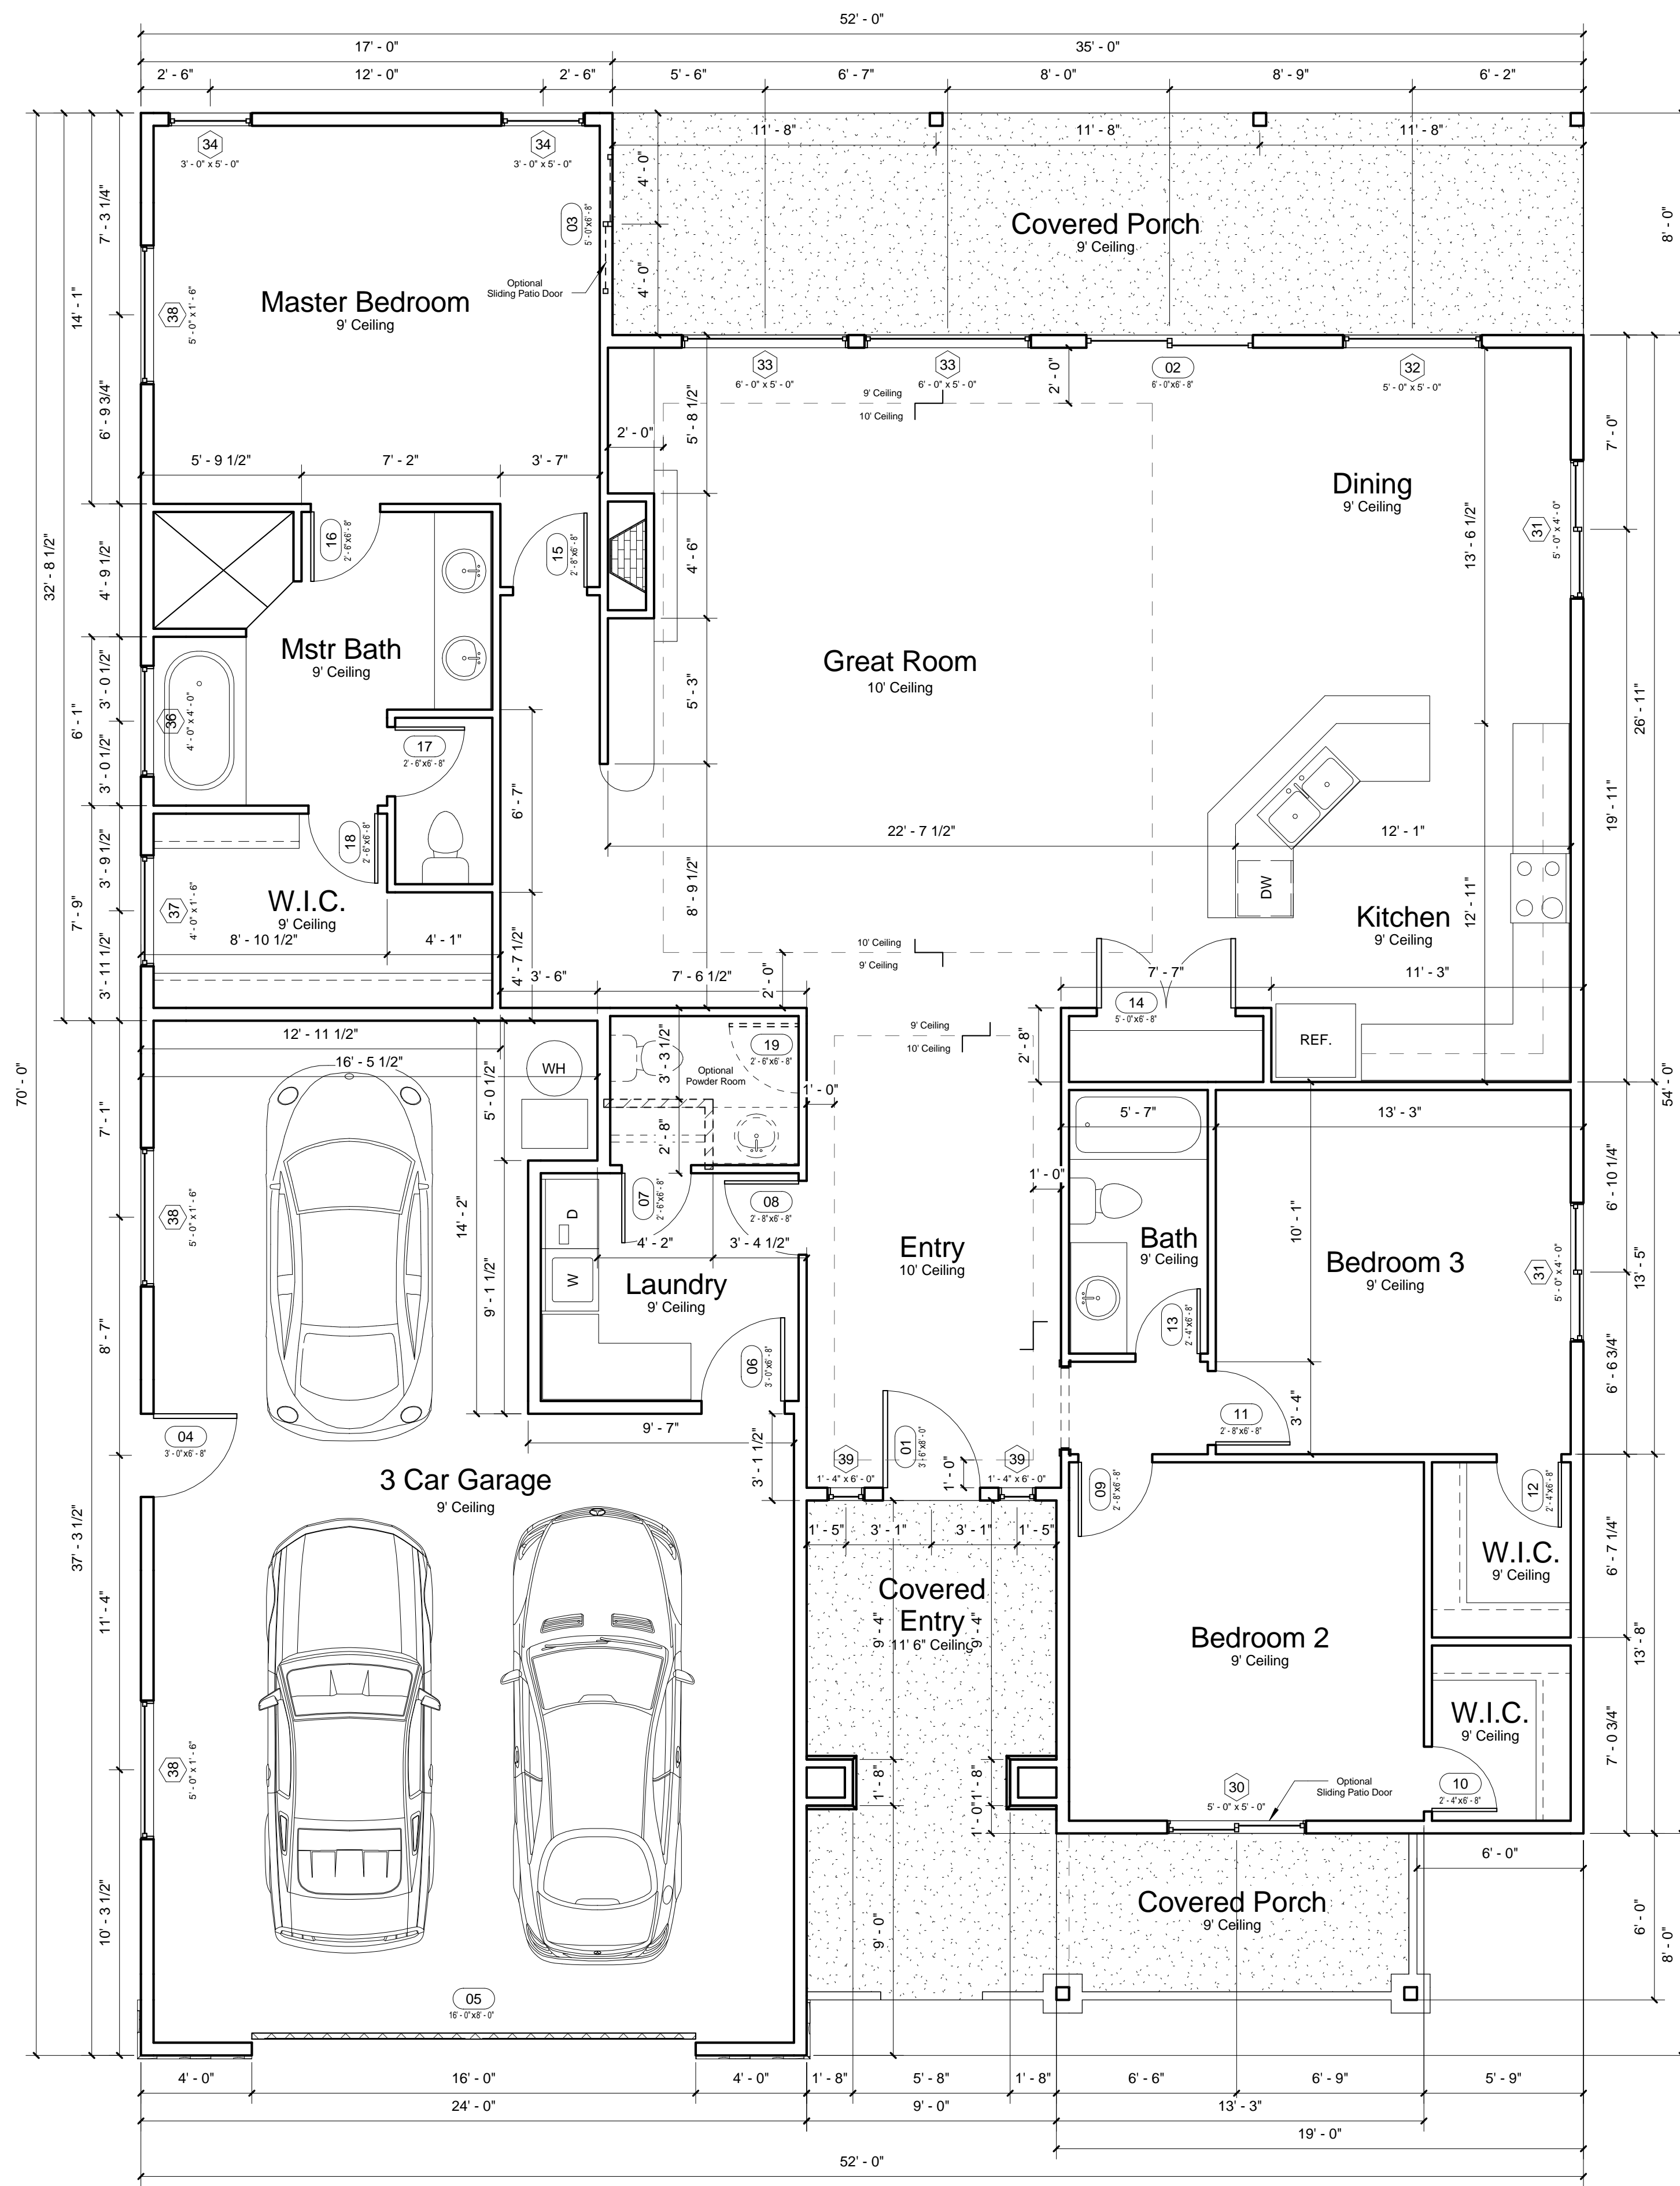 52' - 0"
17' - 0"
35' - 0"
2' - 6"
12' - 0"
2' - 6"
5' - 6"
6' - 7"
8' - 0"
8' - 9"
6' - 2"
11' - 8"
11' - 8"
11' - 8"
34
3' - 0" x 5' - 0"
34
3' - 0" x 5' - 0"
4' - 0"
4' - 0"
8' - 0"
03
5' - 0"x6' - 8"
Covered Porch
9' Ceiling
Optional
Sliding Patio Door
Master Bedroom
9' Ceiling
38
5' - 0" x 1' - 6"
7' - 3 1/4"
14' - 1"
6' - 9 3/4"
33
6' - 0" x 5' - 0"
33
6' - 0" x 5' - 0"
02
6' - 0"x6' - 8"
32
5' - 0" x 5' - 0"
2' - 0"
9' Ceiling
10' Ceiling
5' - 8 1/2"
2' - 0"
7' - 0"
5' - 9 1/2"
7' - 2"
3' - 7"
Dining
9' Ceiling
13' - 6 1/2"
31
5' - 0" x 4' - 0"
16
2' - 6"x6' - 8"
15
2' - 8"x6' - 8"
4' - 6"
32' - 8 1/2"
4' - 9 1/2"
Mstr Bath
9' Ceiling
Great Room
10' Ceiling
5' - 3"
3' - 0 1/2"
6' - 1"
3' - 0 1/2"
36
4' - 0" x 4' - 0"
17
2' - 6"x6' - 8"
26' - 11"
19' - 11"
6' - 7"
22' - 7 1/2"
12' - 1"
18
2' - 6"x6' - 8"
3' - 9 1/2"
7' - 9"
3' - 11 1/2"
37
4' - 0" x 1' - 6"
W.I.C.
9' Ceiling
8' - 10 1/2"
4' - 1"
8' - 9 1/2"
DW
Kitchen
9' Ceiling
12' - 11"
10' Ceiling
9' Ceiling
4' - 7 1/2"
3' - 6"
7' - 6 1/2"
2' - 0"
7' - 7"
11' - 3"
14
5' - 0"x6' - 8"
REF.
9' Ceiling
10' Ceiling
2' - 8"
12' - 11 1/2"
16' - 5 1/2"
WH
5' - 0 1/2"
3' - 3 1/2"
Optional
Powder Room
19
2' - 6"x6' - 8"
1' - 0"
2' - 8"
70' - 0"
54' - 0"
7' - 1"
5' - 7"
13' - 3"
1' - 0"
6' - 10 1/4"
07
2' - 6"x6' - 8"
08
2' - 8"x6' - 8"
D
W
4' - 2"
3' - 4 1/2"
14' - 2"
9' - 1 1/2"
38
5' - 0" x 1' - 6"
10' - 1"
Bath
9' Ceiling
Entry
10' Ceiling
Bedroom 3
9' Ceiling
31
5' - 0" x 4' - 0"
13' - 5"
Laundry
9' Ceiling
8' - 7"
13
2' - 4"x6' - 8"
06
3' - 0"x6' - 8"
6' - 6 3/4"
3' - 4"
11
2' - 8"x6' - 8"
9' - 7"
04
3' - 0"x6' - 8"
3' - 1 1/2"
39
1' - 4" x 6' - 0"
01
3' - 6"x8' - 0"
1' - 0"
39
1' - 4" x 6' - 0"
3 Car Garage
9' Ceiling
09
2' - 8"x6' - 8"
12
2' - 4"x6' - 8"
1' - 5"
3' - 1"
3' - 1"
1' - 5"
37' - 3 1/2"
6' - 7 1/4"
W.I.C.
9' Ceiling
Covered
Entry
11' 6" Ceiling
9' - 4"
9' - 4"
11' - 4"
Bedroom 2
9' Ceiling
13' - 8"
W.I.C.
9' Ceiling
7' - 0 3/4"
38
5' - 0" x 1' - 6"
1' - 8"
1' - 8"
1' - 0"
30
5' - 0" x 5' - 0"
Optional
Sliding Patio Door
10
2' - 4"x6' - 8"
6' - 0"
Covered Porch
9' Ceiling
10' - 3 1/2"
9' - 0"
6' - 0"
8' - 0"
05
16' - 0"x8' - 0"
4' - 0"
16' - 0"
4' - 0"
1' - 8"
5' - 8"
1' - 8"
6' - 6"
6' - 9"
5' - 9"
24' - 0"
9' - 0"
13' - 3"
19' - 0"
52' - 0"